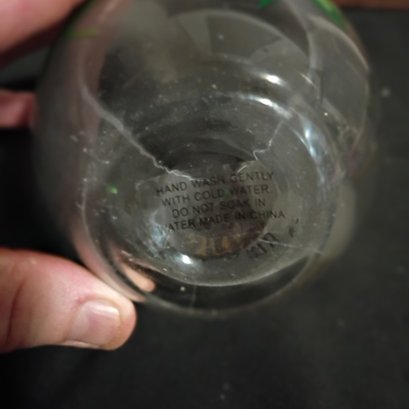 HAND WASH GENTLY
WITH COLD WATER.
DO NOT SOAK IN
WATER MADE IN CHINA